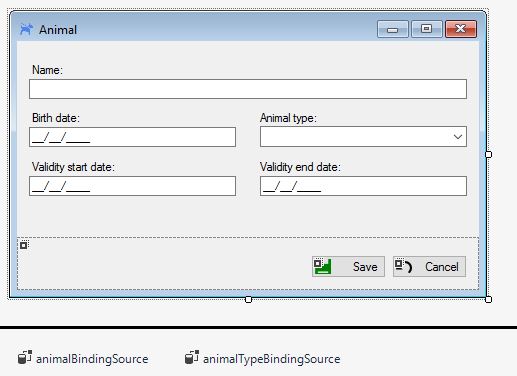 Animal
Name:
Birth date: Animal type:
__/__/____
Validity start date: Validity end date:
__/__/____ __/__/____
Save Cancel
animalBindingSource animalTypeBindingSource